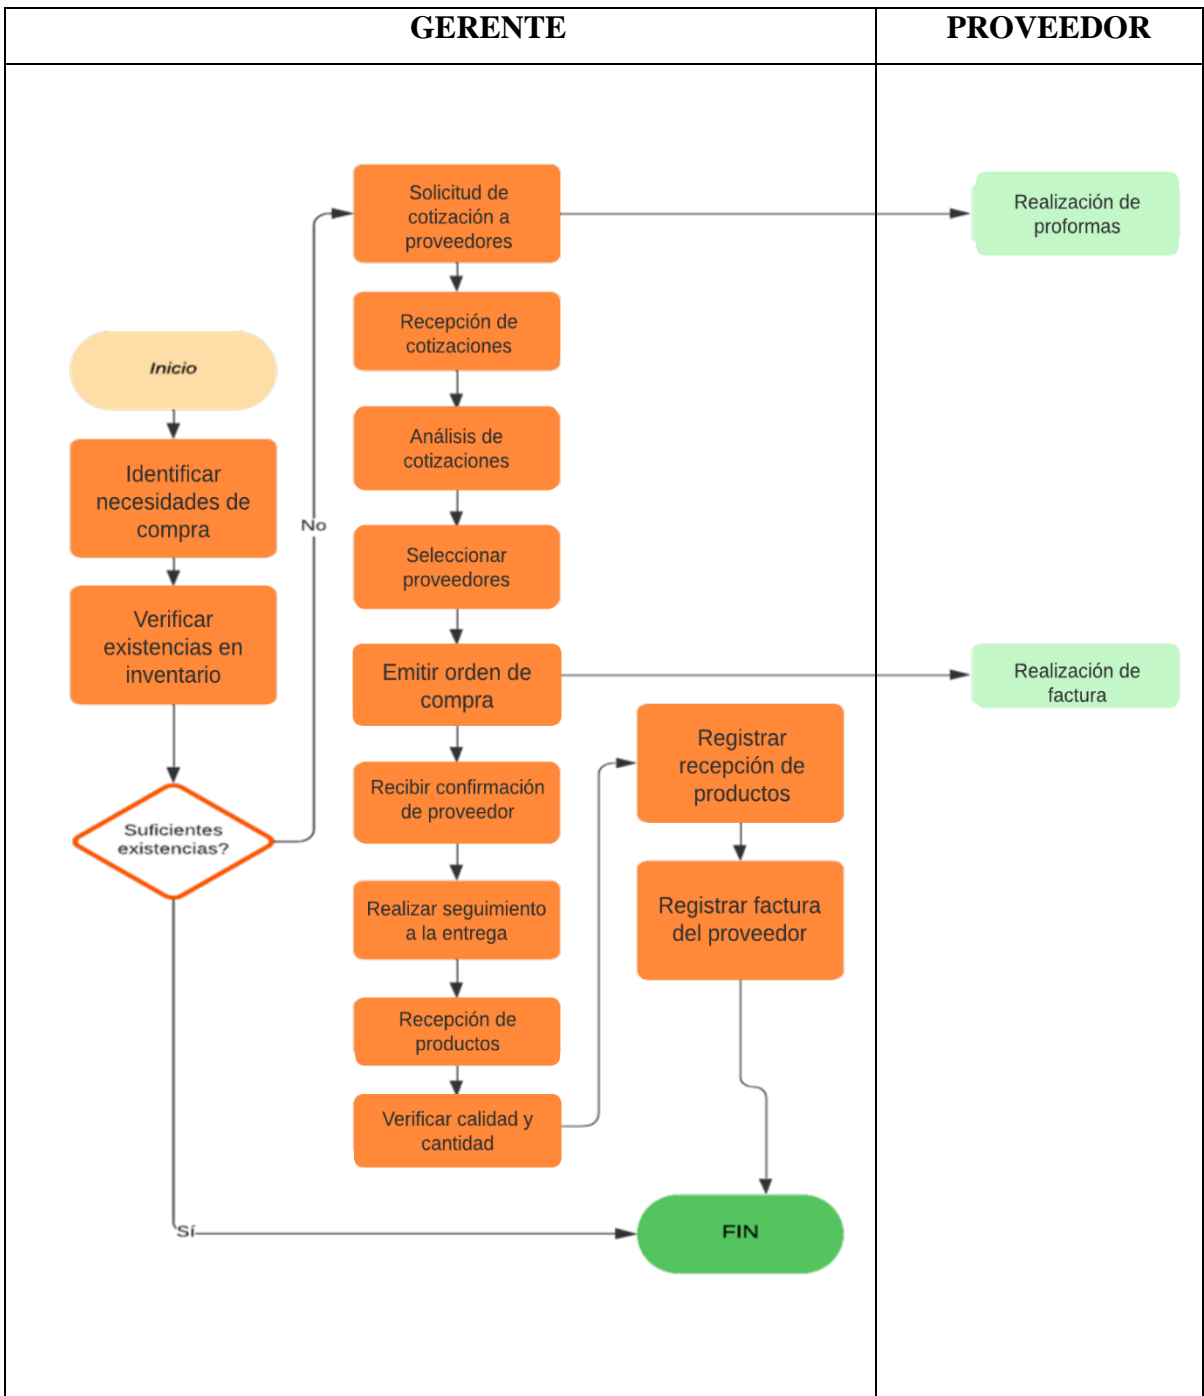 GERENTE
PROVEEDOR
Inicio
Identificar
necesidades de
compra
Verificar
existencias en
inventario
Suficientes
existencias?
No
Sí
Solicitud de
cotización a
proveedores
Recepción de
cotizaciones
Análisis de
cotizaciones
Seleccionar
proveedores
Emitir orden de
compra
Recibir confirmación
de proveedor
Realizar seguimiento
a la entrega
Recepción de
productos
Verificar calidad y
cantidad
Registrar
recepción de
productos
Registrar factura
del proveedor
FIN
Realización de
proformas
Realización de
factura